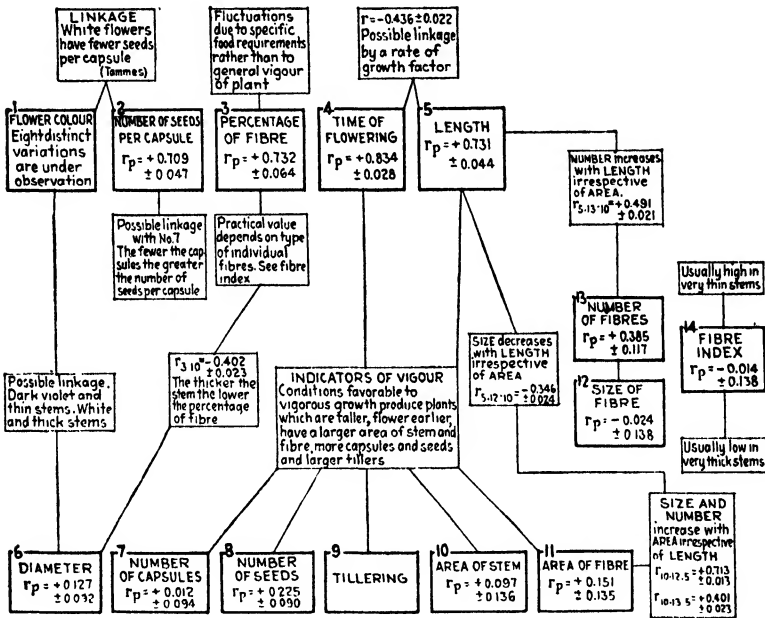 LINKAGE
White flowers
have fewer seeds
per capsule
(Tammes)
Fluctuations
due to specific
food requirements
rather than to
general vigour
of plant
r=-0.436±0.022
Possible linkage
by a rate of
growth factor
1
FLOWER COLOUR
Eight distinct
variations
are under
observation
2
NUMBER OF SEEDS
PER CAPSULE
rp=+0.709
±0.047
3
PERCENTAGE
OF FIBRE
rp=+0.732
±0.064
4
TIME OF
FLOWERING
rp=+0.834
±0.028
5
LENGTH
rp=+0.731
±0.044
NUMBER increases
with LENGTH
irrespective
of AREA.
r5·13·10=+0.491
±0.021
Possible linkage
with No.7
The fewer the cap-
sules the greater
the number of
seeds per capsule
Practical value
depends on type
of individual
fibres. See fibre
index
Usually high in
very thin stems
13
NUMBER
OF FIBRES
rp=+0.385
±0.117
14
FIBRE
INDEX
rp=-0.014
±0.138
Possible linkage.
Dark violet and
thin stems. White
and thick stems
r3 10=-0.402
±0.023
The thicker the
stem the lower
the percentage
of fibre
INDICATORS OF VIGOUR
Conditions favorable to
vigorous growth produce plants
which are taller, flower earlier,
have a larger area of stem and
fibre, more capsules and seeds
and larger tillers
SIZE decreases
with LENGTH
irrespective
of AREA
r5·12·10=-0.346
±0.024
12
SIZE OF
FIBRE
rp=-0.024
±0.138
Usually low in
very thick stems
6
DIAMETER
rp=+0.127
±0.032
7
NUMBER
OF CAPSULES
rp=+0.012
±0.094
8
NUMBER
OF SEEDS
rp=+0.225
±0.090
9
TILLERING
10
AREA OF STEM
rp=+0.097
±0.136
11
AREA OF FIBRE
rp=+0.151
±0.135
SIZE AND
NUMBER
increase with
AREA irrespective
of LENGTH
r10·12·5=+0.713
±0.013
r10·13 5=+0.401
±0.023